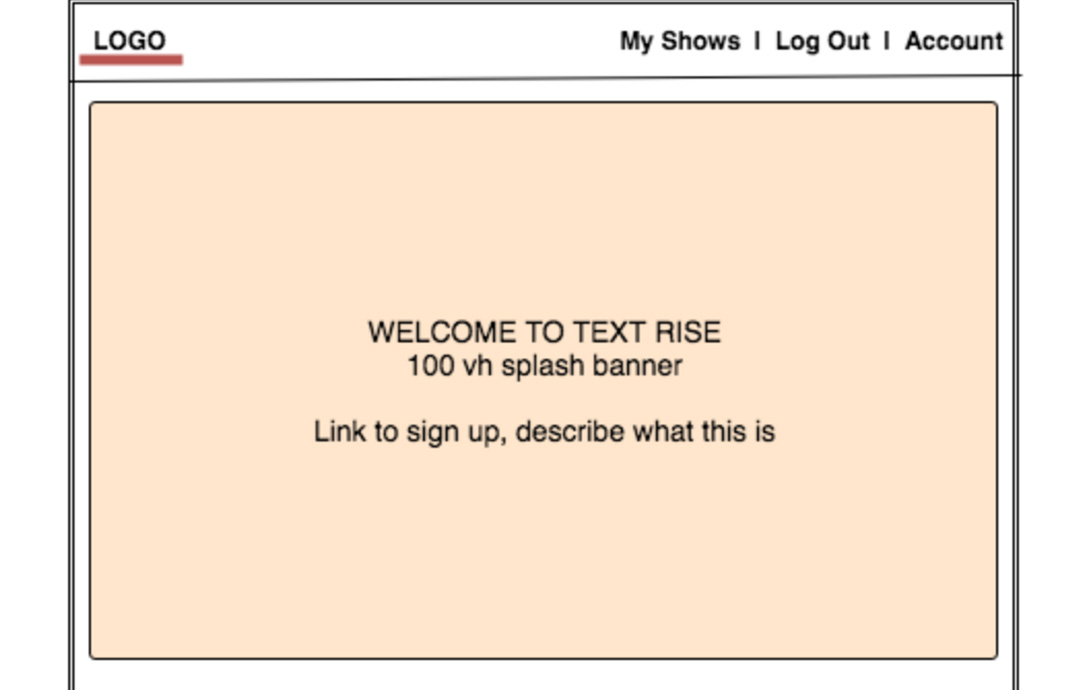 LOGO
My Shows I Log Out I Account
WELCOME TO TEXT RISE
100 vh splash banner
Link to sign up, describe what this is